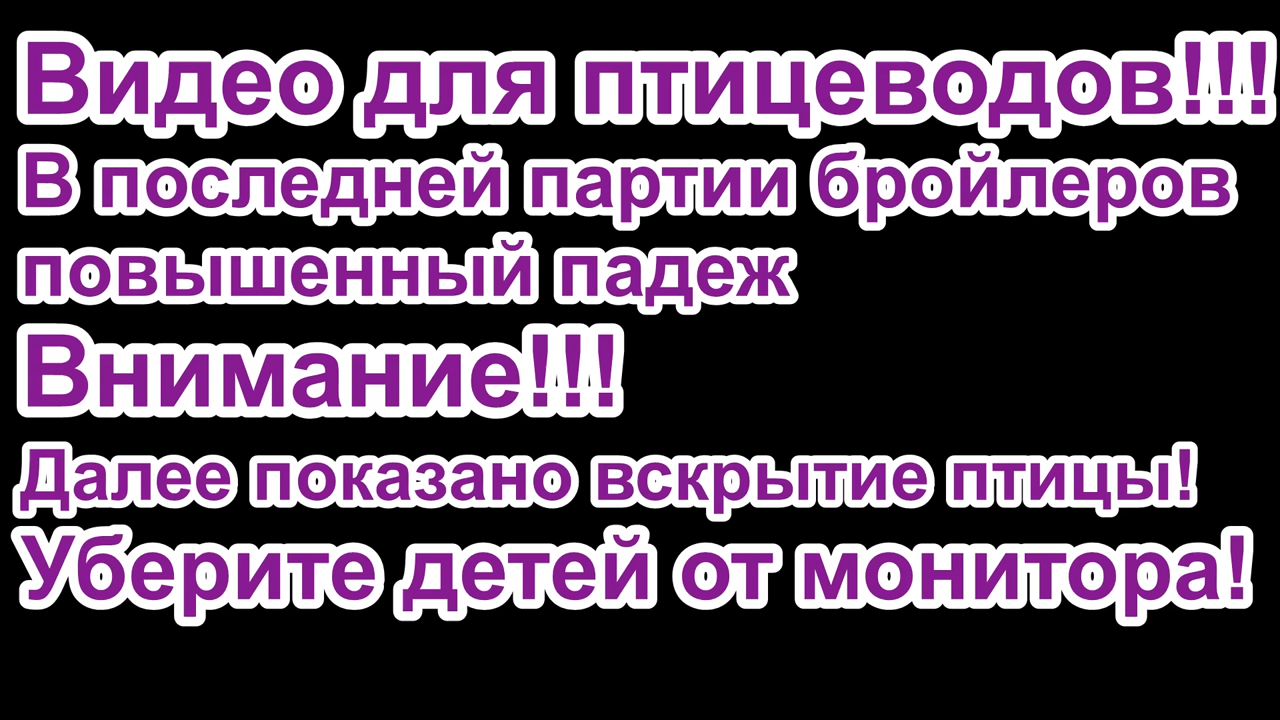 Видео для птицеводов!!!
В последней партии бройлеров
повышенный падеж
Внимание!!!
Далее показано вскрытие птицы!
Уберите детей от монитора!